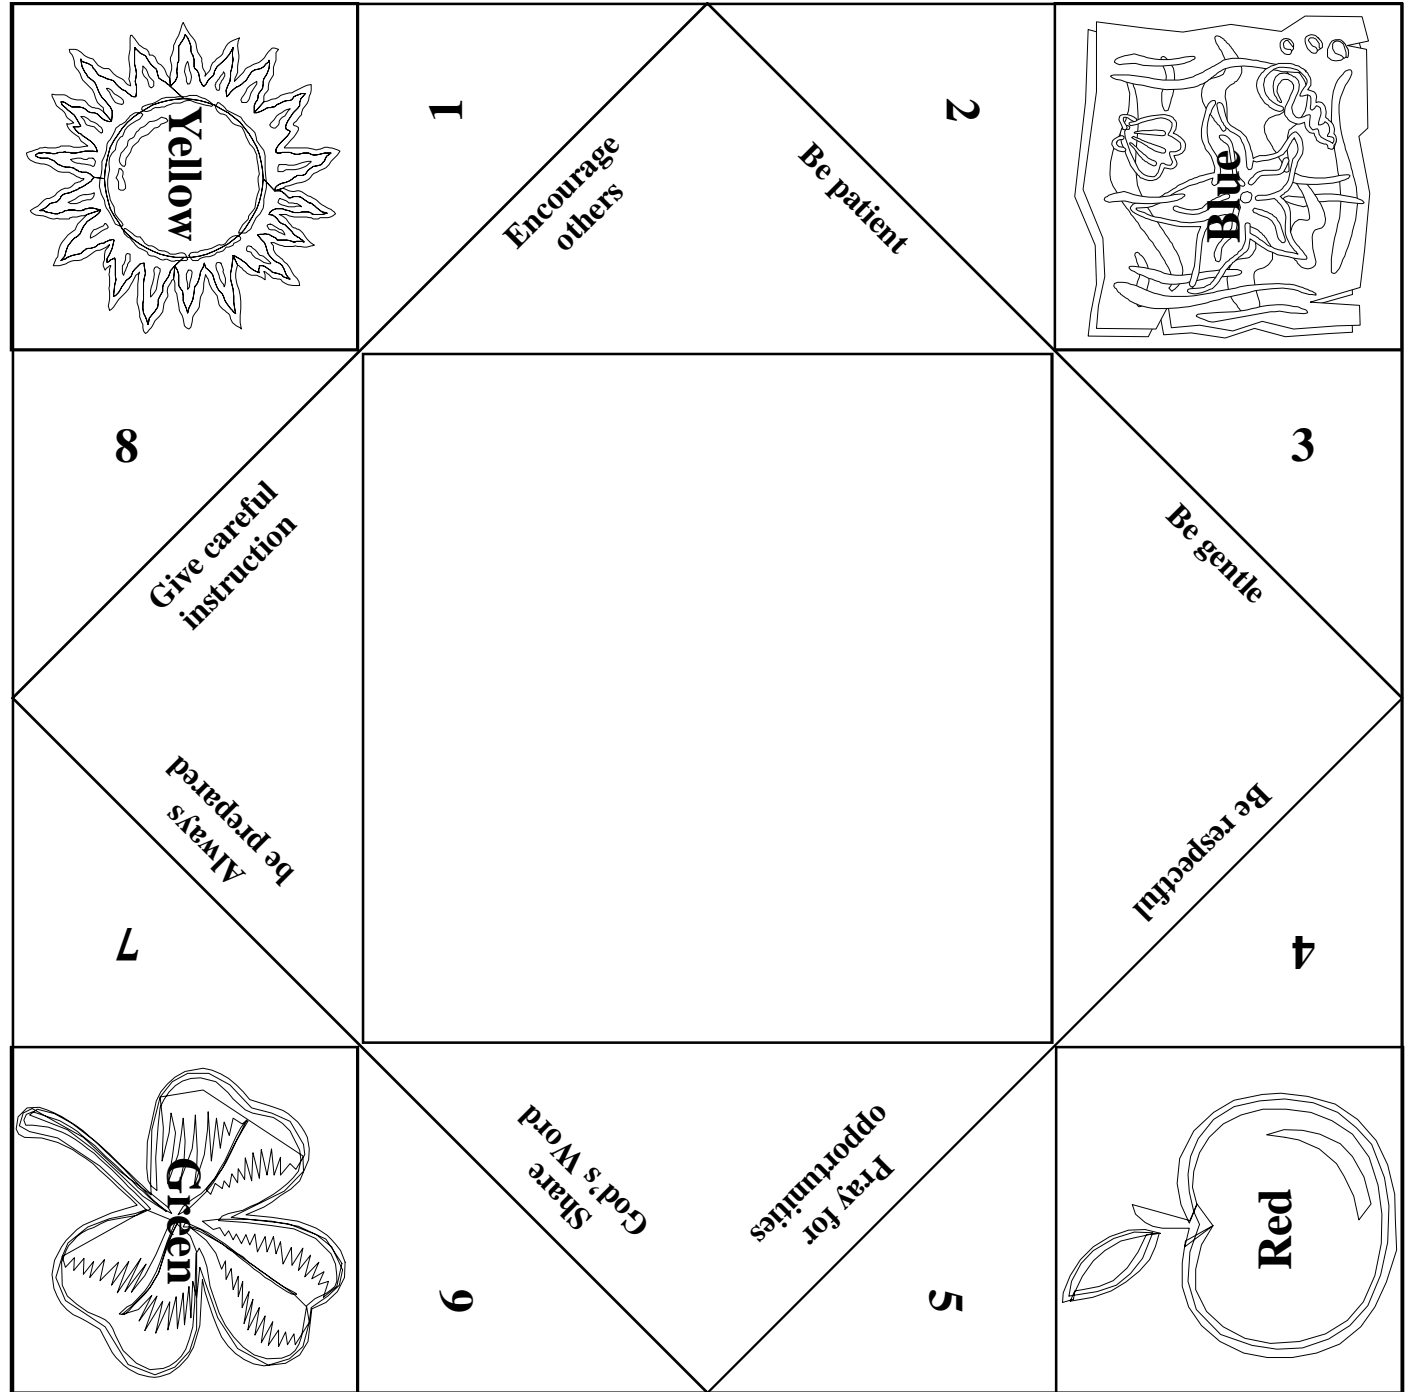 Yellow
1
Encourage
others
2
Be patient
Blue
3
Be gentle
4
Be respectful
Red
5
Pray for
opportunities
6
Share
God's Word
Green
7
Always
be prepared
8
Give careful
instruction